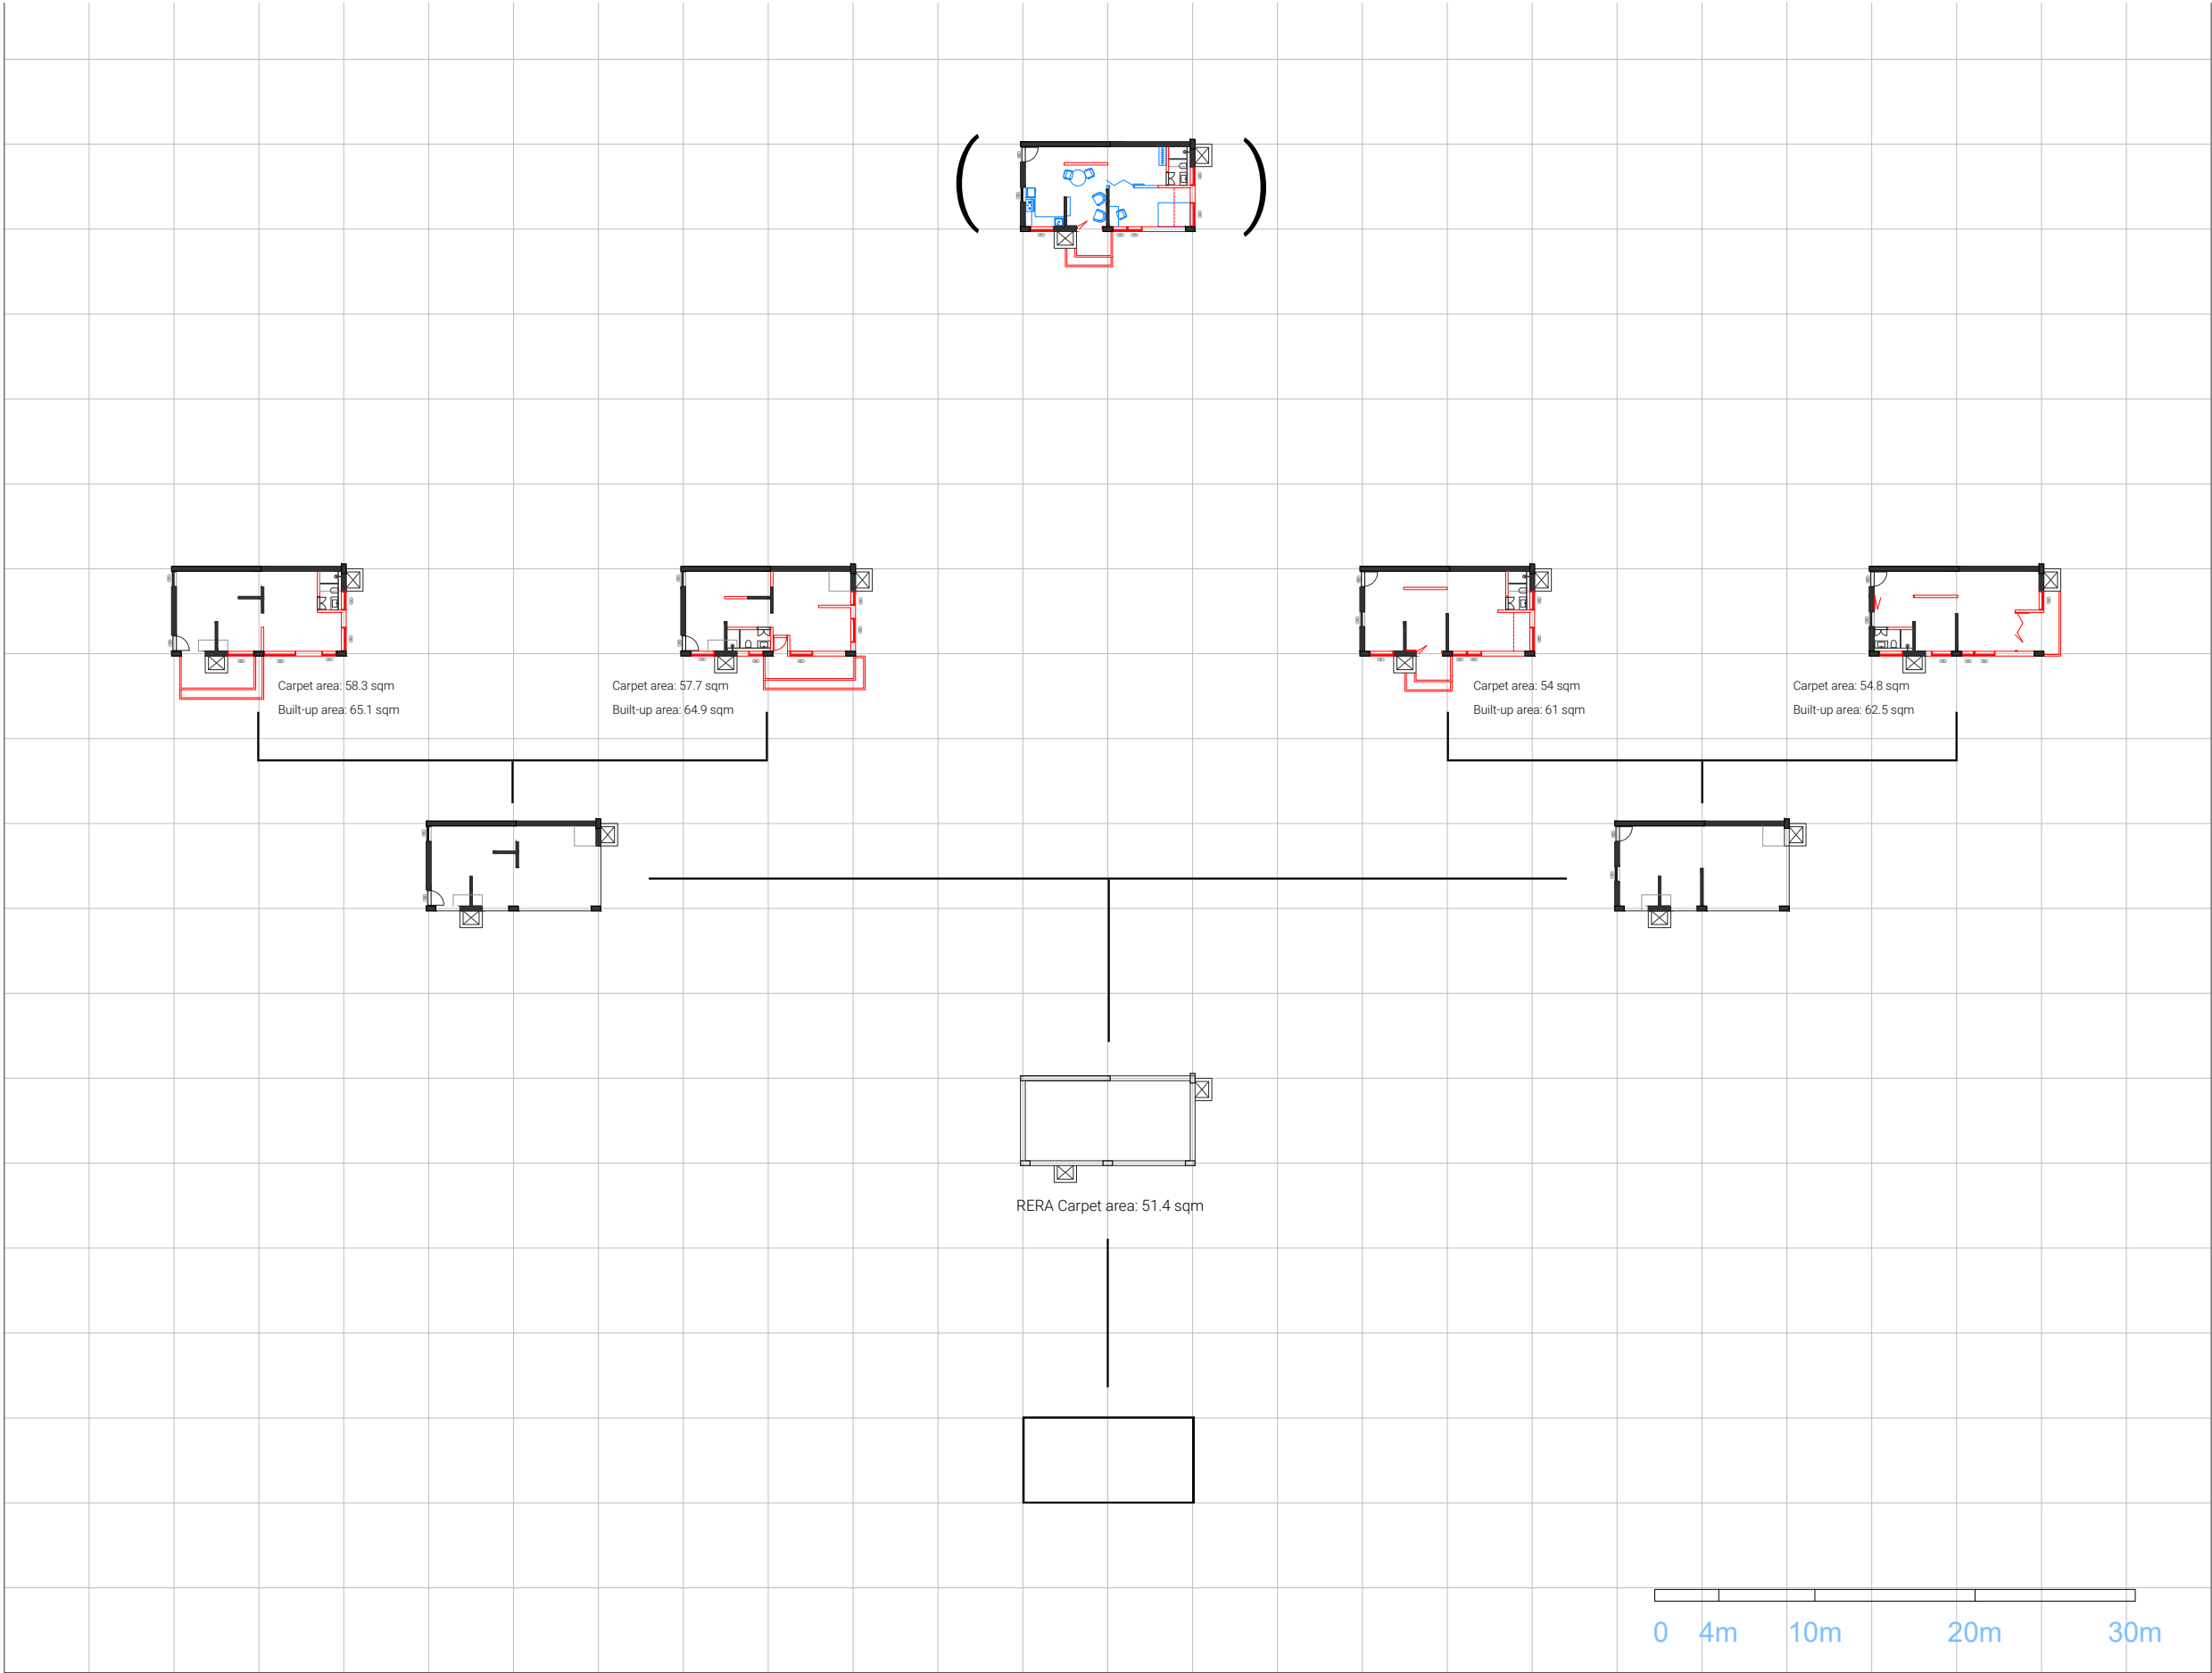 Carpet area: 58.3 sqm
Built-up area: 65.1 sqm
Carpet area: 57.7 sqm
Built-up area: 64.9 sqm
Carpet area: 54 sqm
Built-up area: 61 sqm
Carpet area: 54.8 sqm
Built-up area: 62.5 sqm
RERA Carpet area: 51.4 sqm
0 4m 10m 20m 30m